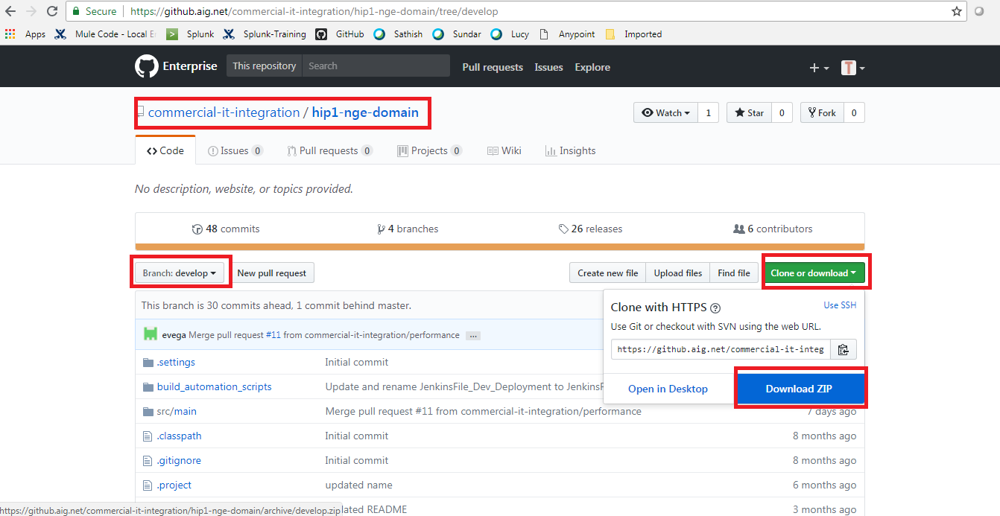 Secure https://github.aig.net/commercial-it-integration/hip1-nge-domain/tree/develop
Apps Mule Code - Local E Splunk Splunk-Training GitHub Sathish Sundar Lucy Anypoint Imported
Enterprise This repository Search Pull requests Issues Explore T
commercial-it-integration / hip1-nge-domain Watch 1 Star 0 Fork 0
Code Issues 0 Pull requests 0 Projects 0 Wiki Insights
No description, website, or topics provided.
48 commits 4 branches 26 releases 6 contributors
Branch: develop New pull request Create new file Upload files Find file Clone or download
This branch is 30 commits ahead, 1 commit behind master.
Clone with HTTPS ? Use SSH
Use Git or checkout with SVN using the web URL.
evega Merge pull request #11 from commercial-it-integration/performance ...
https://github.aig.net/commercial-it-integ
.settings Initial commit
build_automation_scripts Update and rename JenkinsFile_Dev_Deployment to JenkinsF
Open in Desktop Download ZIP
src/main Merge pull request #11 from commercial-it-integration/performance 7 days ago
.classpath Initial commit 8 months ago
.gitignore Initial commit 8 months ago
.project updated name 6 months ago
https://github.aig.net/commercial-it-integration/hip1-nge-domain/archive/develop.zip lated README 3 months ago